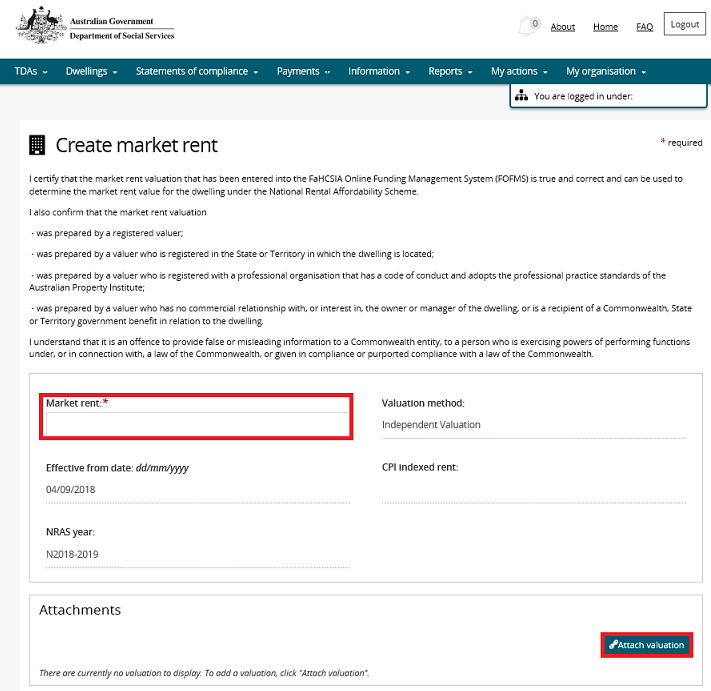 Australian Government
Department of Social Services
0
About
Home
FAQ
Logout
TDAs
Dwellings
Statements of compliance
Payments
Information
Reports
My actions
My organisation
You are logged in under:
Create market rent
* required
I certify that the market rent valuation that has been entered into the FaHCSIA Online Funding Management System (FOFMS) is true and correct and can be used to
determine the market rent value for the dwelling under the National Rental Affordability Scheme.
I also confirm that the market rent valuation
- was prepared by a registered valuer;
- was prepared by a valuer who is registered in the State or Territory in which the dwelling is located;
- was prepared by a valuer who is registered with a professional organisation that has a code of conduct and adopts the professional practice standards of the
Australian Property Institute;
- was prepared by a valuer who has no commercial relationship with, or interest in, the owner or manager of the dwelling, or is a recipient of a Commonwealth, State
or Territory government benefit in relation to the dwelling.
I understand that it is an offence to provide false or misleading information to a Commonwealth entity, to a person who is exercising powers of performing functions
under, or in connection with, a law of the Commonwealth, or given in compliance or purported compliance with a law of the Commonwealth.
Market rent:*
Valuation method:
Independent Valuation
Effective from date: dd/mm/yyyy
04/09/2018
CPI indexed rent:
NRAS year:
N2018-2019
Attachments
Attach valuation
There are currently no valuation to display. To add a valuation, click "Attach valuation".